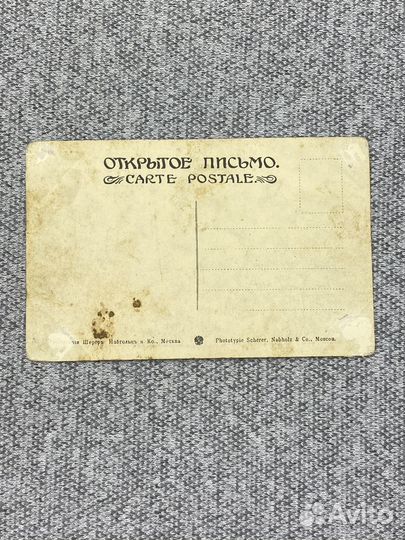 ОТКРЫТОЕ ПИСЬМО.
CARTE POSTALE.
Шереръ, Набгольцъ и Ко., Москва
Phototypie Scherer, Nabholz & Co., Moscou.
Avito